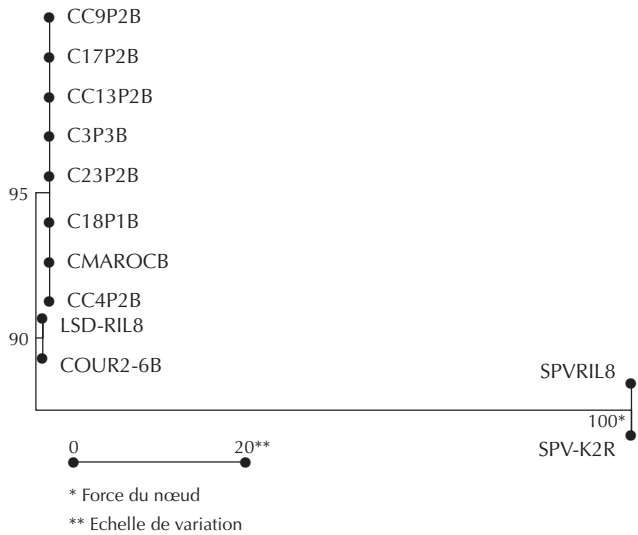 CC9P2B
C17P2B
CC13P2B
C3P3B
C23P2B
95
C18P1B
CMAROCB
CC4P2B
LSD-RIL8
90
COUR2-6B
SPVRIL8
100*
SPV-K2R
0 20**
* Force du nœud
** Echelle de variation